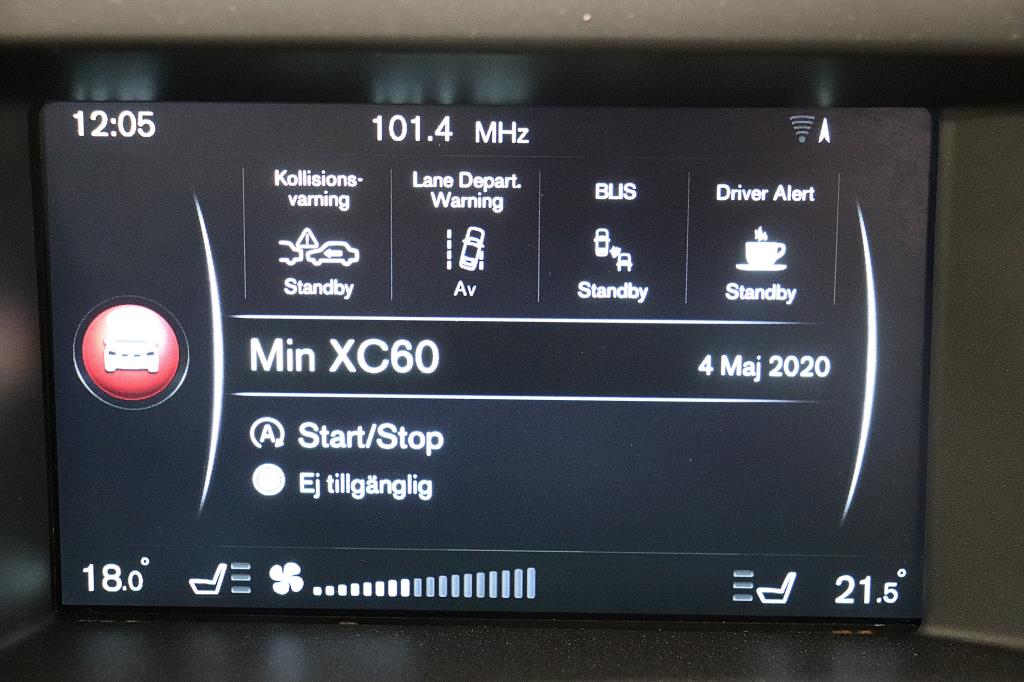 12:05 101.4 MHz
Kollisions-
varning
Standby
Lane Depart.
Warning
Av
BLIS
Standby
Driver Alert
Standby
Min XC60 4 Maj 2020
A Start/Stop
Ej tillgänglig
18.0° 21.5°